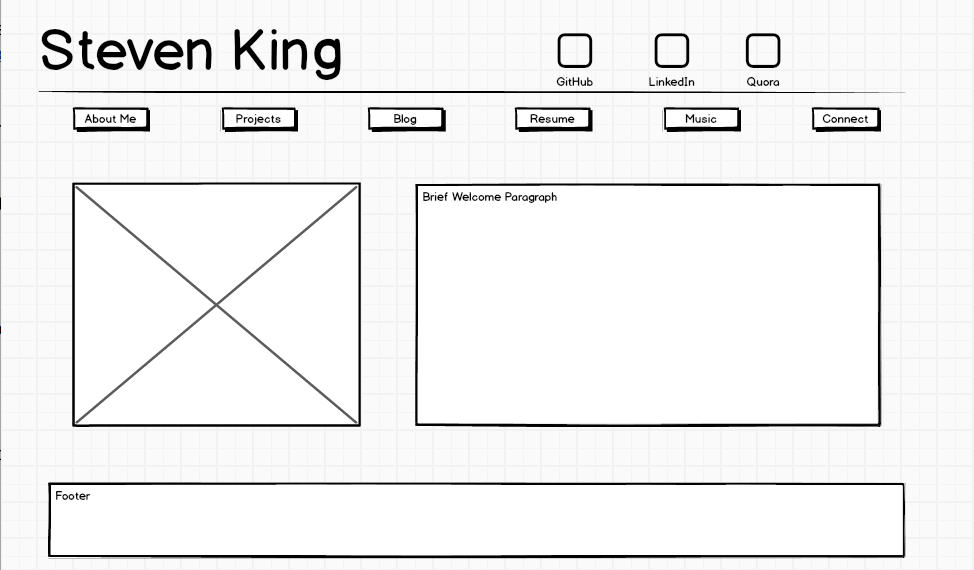 Steven King
GitHub LinkedIn Quora
About Me Projects Blog Resume Music Connect
Brief Welcome Paragraph
Footer